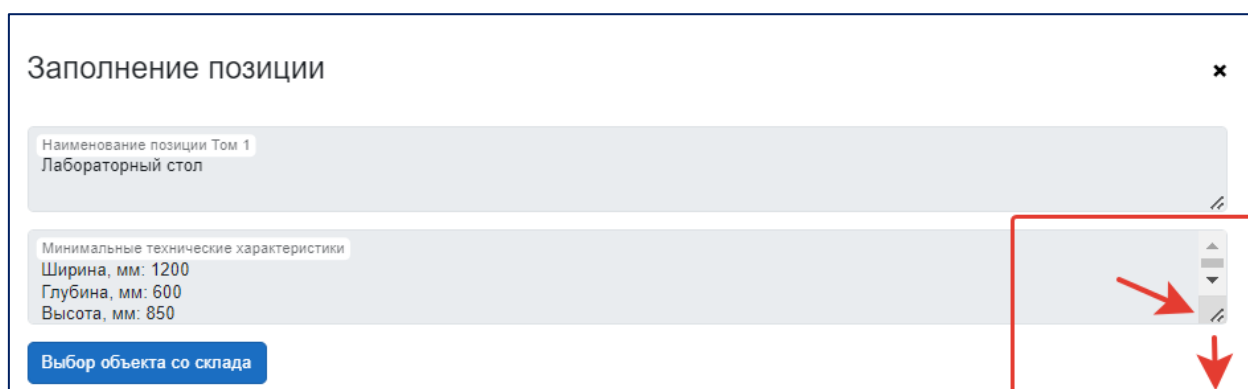 Заполнение позиции
Наименование позиции Том 1
Лабораторный стол
Минимальные технические характеристики
Ширина, мм: 1200
Глубина, мм: 600
Высота, мм: 850
Выбор объекта со склада